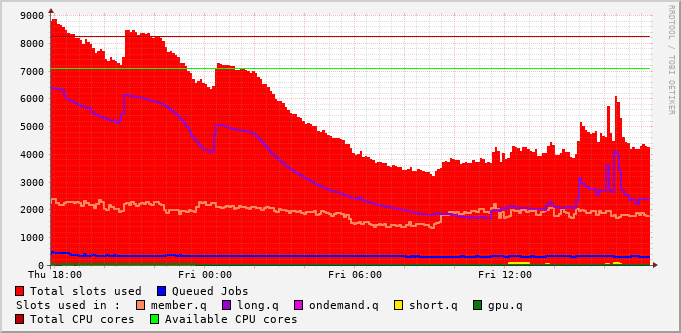 9000
8000
7000
6000
5000
4000
3000
2000
1000
0
Thu 18:00 Fri 00:00 Fri 06:00 Fri 12:00
Total slots used Queued Jobs
Slots used in : member.q long.q ondemand.q short.q gpu.q
Total CPU cores Available CPU cores
RRDTOOL / TOBI OETIKER